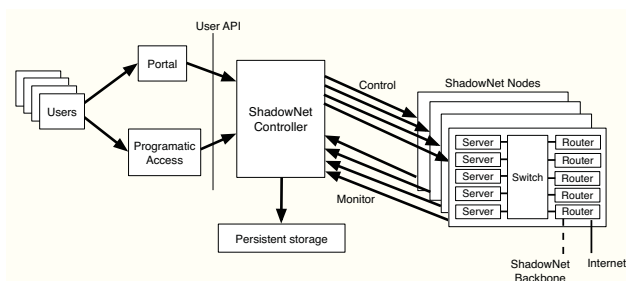 User API
Portal
Users
Programatic
Access
ShadowNet
Controller
Persistent storage
Control
Monitor
ShadowNet Nodes
Server
Server
Server
Server
Server
Switch
Router
Router
Router
Router
Router
ShadowNet
Backbone
Internet